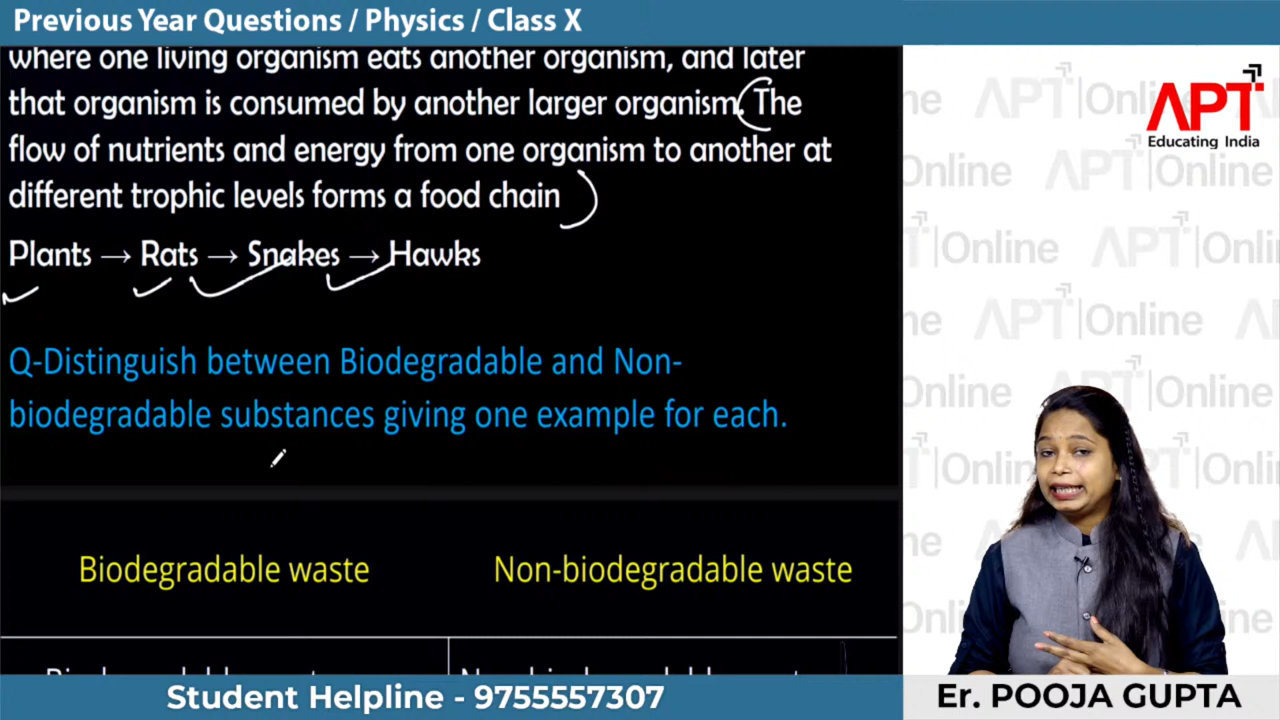 Previous Year Questions / Physics / Class X
where one living organism eats another organism, and later
that organism is consumed by another larger organism. The
flow of nutrients and energy from one organism to another at
different trophic levels forms a food chain
Plants → Rats → Snakes → Hawks
Q-Distinguish between Biodegradable and Non-
biodegradable substances giving one example for each.
Biodegradable waste
Non-biodegradable waste
APT
Educating India
APT|Online
Student Helpline - 9755557307
Er. POOJA GUPTA